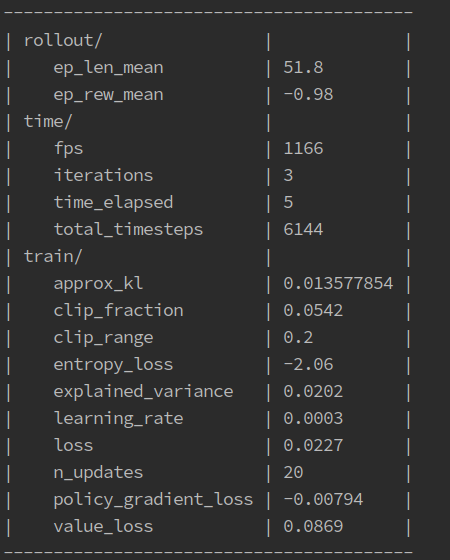 -----------------------------------------
| rollout/                |             |
|    ep_len_mean          | 51.8        |
|    ep_rew_mean          | -0.98       |
| time/                   |             |
|    fps                  | 1166        |
|    iterations           | 3           |
|    time_elapsed         | 5           |
|    total_timesteps      | 6144        |
| train/                  |             |
|    approx_kl            | 0.013577854 |
|    clip_fraction        | 0.0542      |
|    clip_range           | 0.2         |
|    entropy_loss         | -2.06       |
|    explained_variance   | 0.0202      |
|    learning_rate        | 0.0003      |
|    loss                 | 0.0227      |
|    n_updates            | 20          |
|    policy_gradient_loss | -0.00794    |
|    value_loss           | 0.0869      |
-----------------------------------------